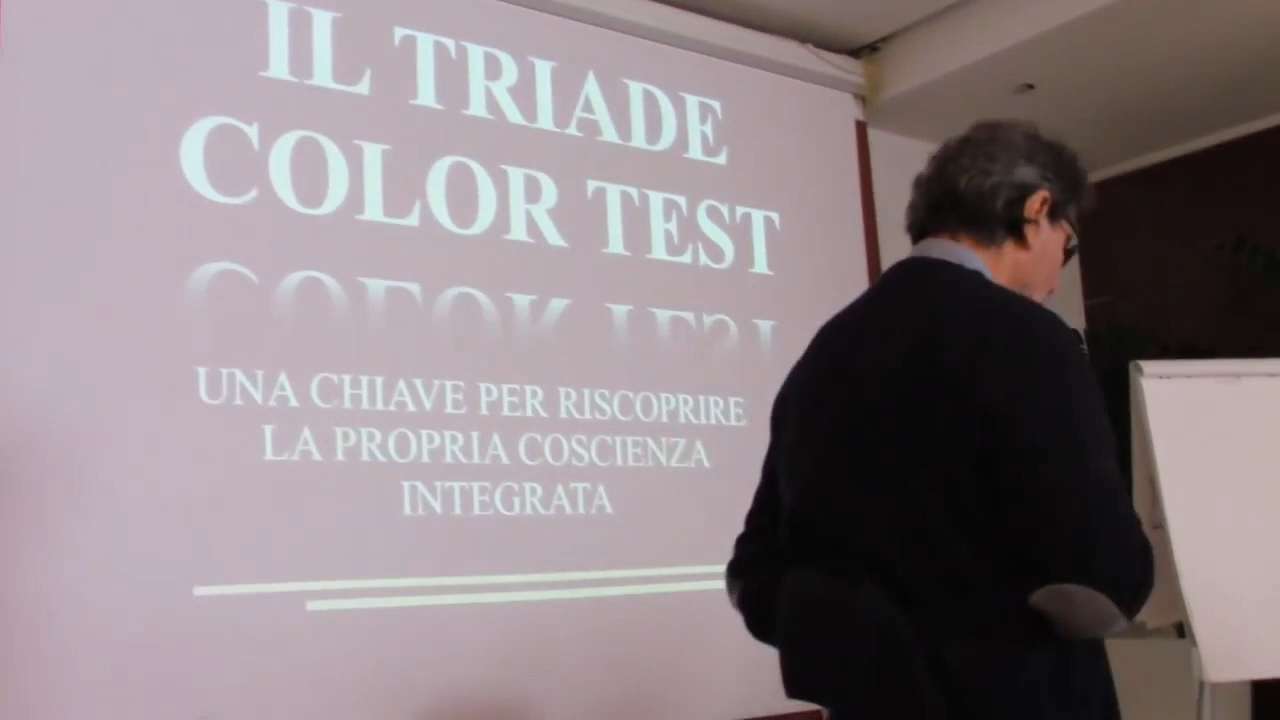 IL TRIADE
COLOR TEST
UNA CHIAVE PER RISCOPRIRE
LA PROPRIA COSCIENZA
INTEGRATA